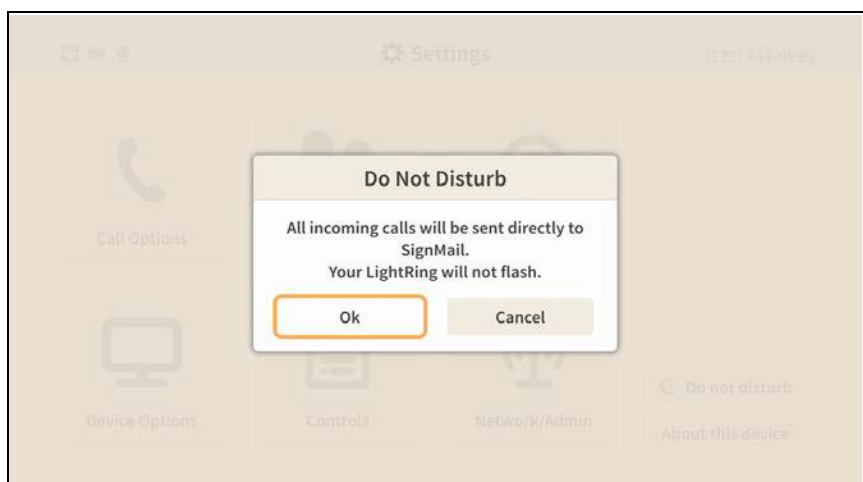 Settings
Do Not Disturb
All incoming calls will be sent directly to
SignMail.
Your LightRing will not flash.
Ok
Cancel
Call Options
Device Options
Controls
Network/Admin
Do not disturb
About this device